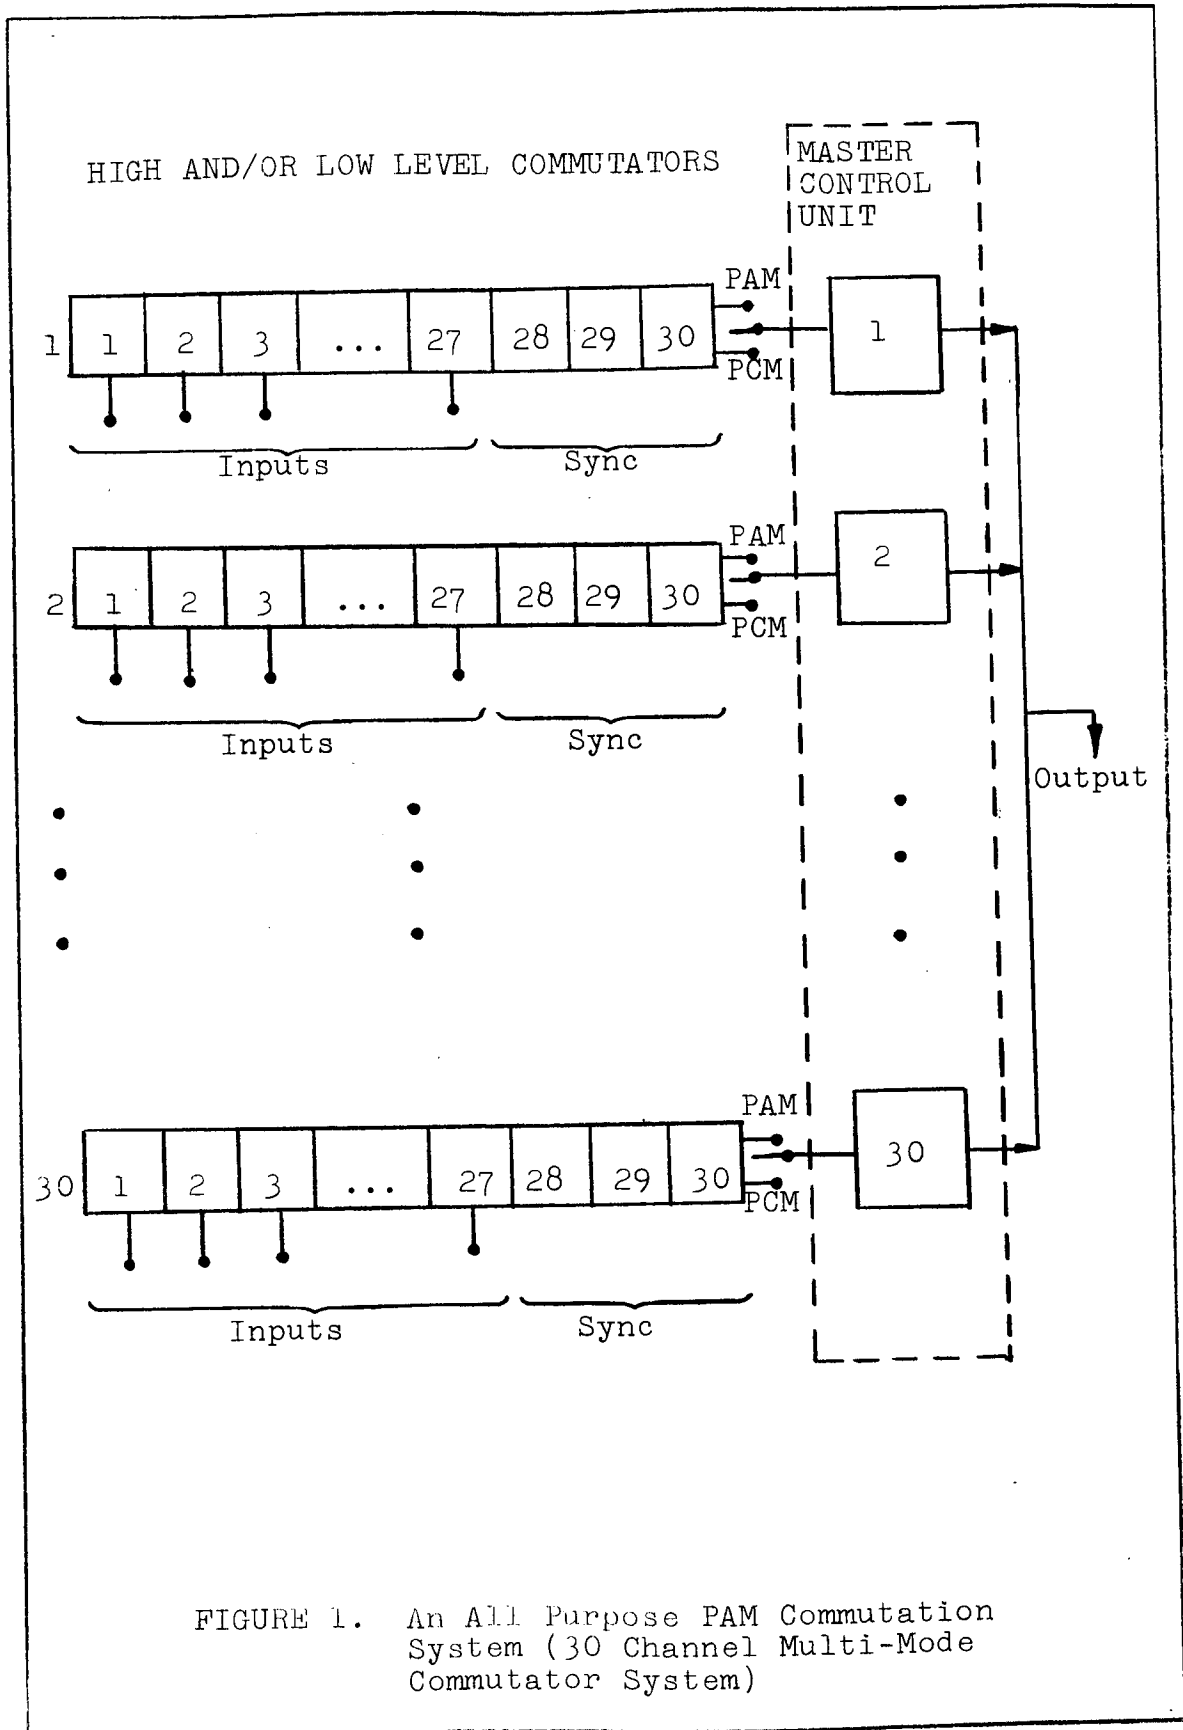 HIGH AND/OR LOW LEVEL COMMUTATORS
MASTER
CONTROL
UNIT
PAM
1 1 2 3 ... 27 28 29 30 1
PCM
Inputs Sync
PAM
2 1 2 3 ... 27 28 29 30 2
PCM
Inputs Sync
Output
PAM
30 1 2 3 ... 27 28 29 30 30
PCM
Inputs Sync
FIGURE 1. An All Purpose PAM Commutation
System (30 Channel Multi-Mode
Commutator System)